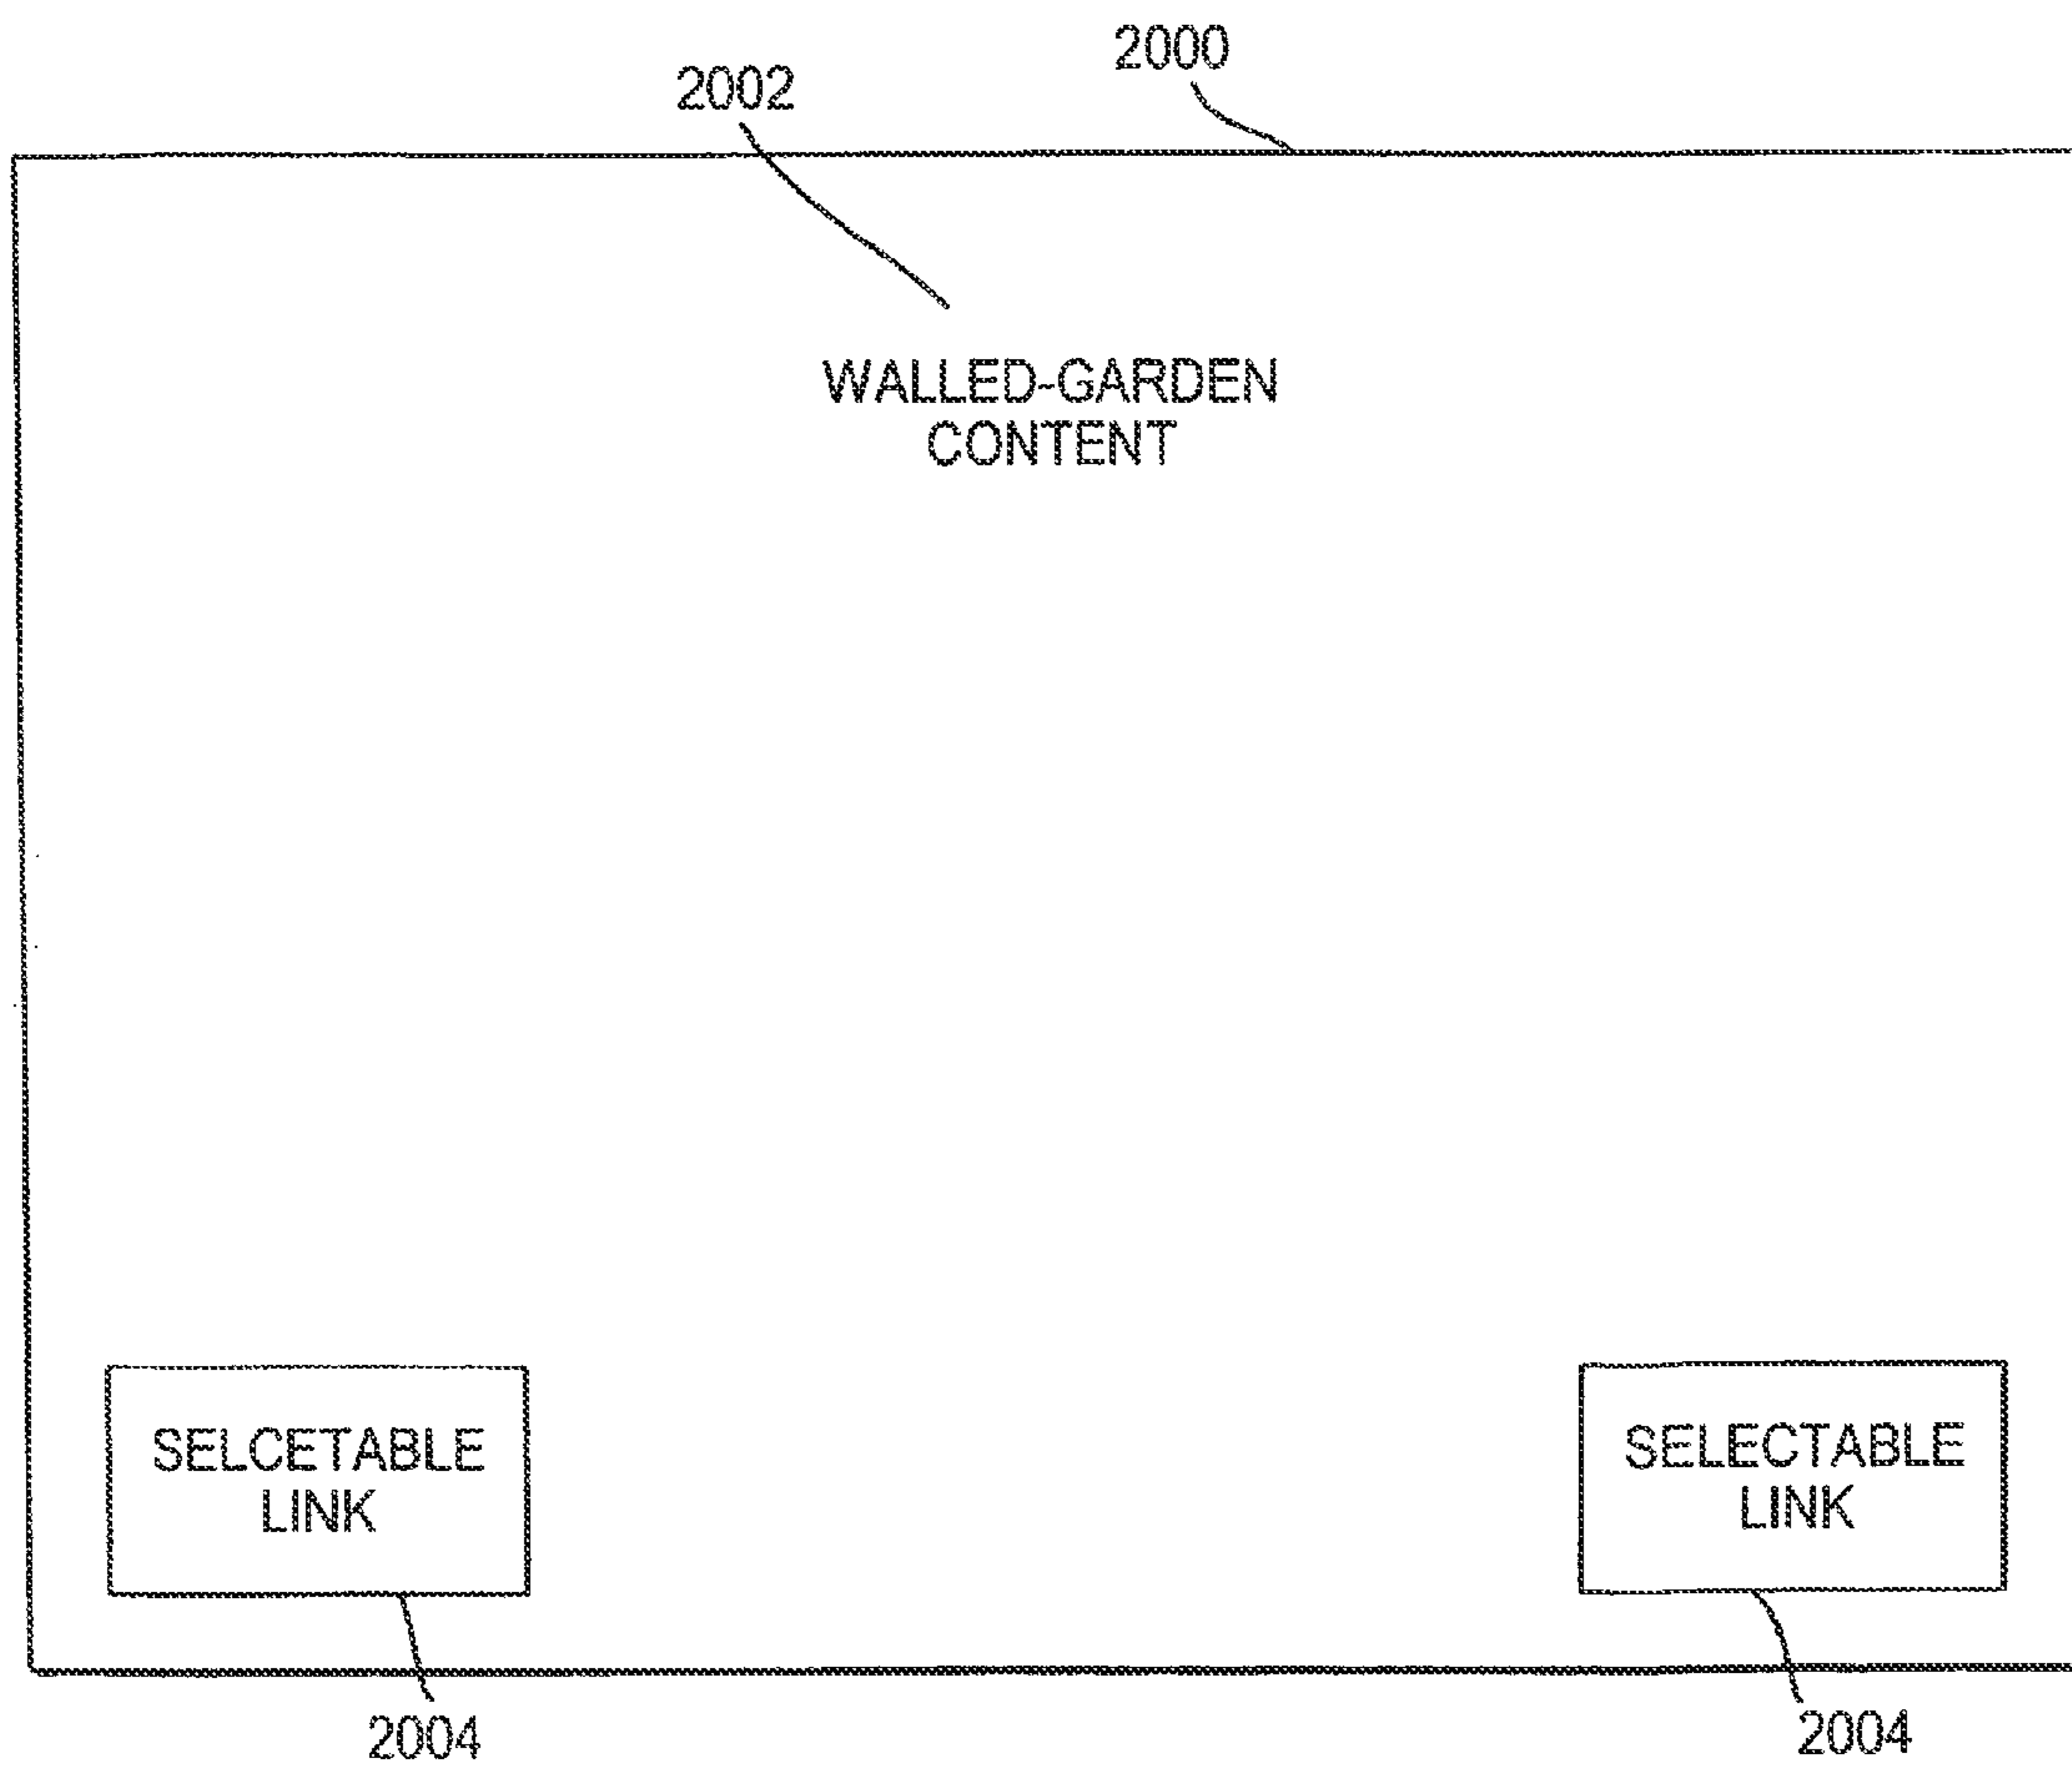 2000
2002
WALLED-GARDEN
CONTENT
SELCETABLE
LINK
SELECTABLE
LINK
2004
2004